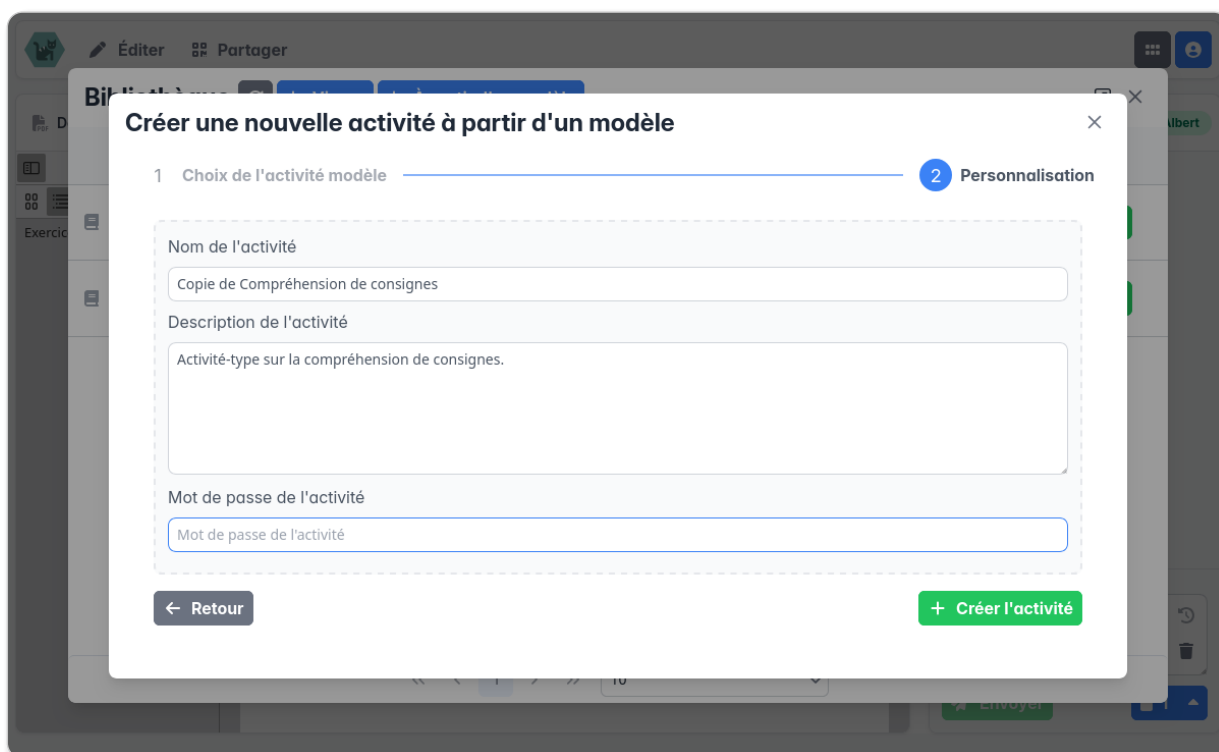 Éditer
Partager
Créer une nouvelle activité à partir d'un modèle
1 Choix de l'activité modèle
2 Personnalisation
Albert
Exercic
Nom de l'activité
Copie de Compréhension de consignes
Description de l'activité
Activité-type sur la compréhension de consignes.
Mot de passe de l'activité
Mot de passe de l'activité
Retour
Créer l'activité
1
10
Envoyer